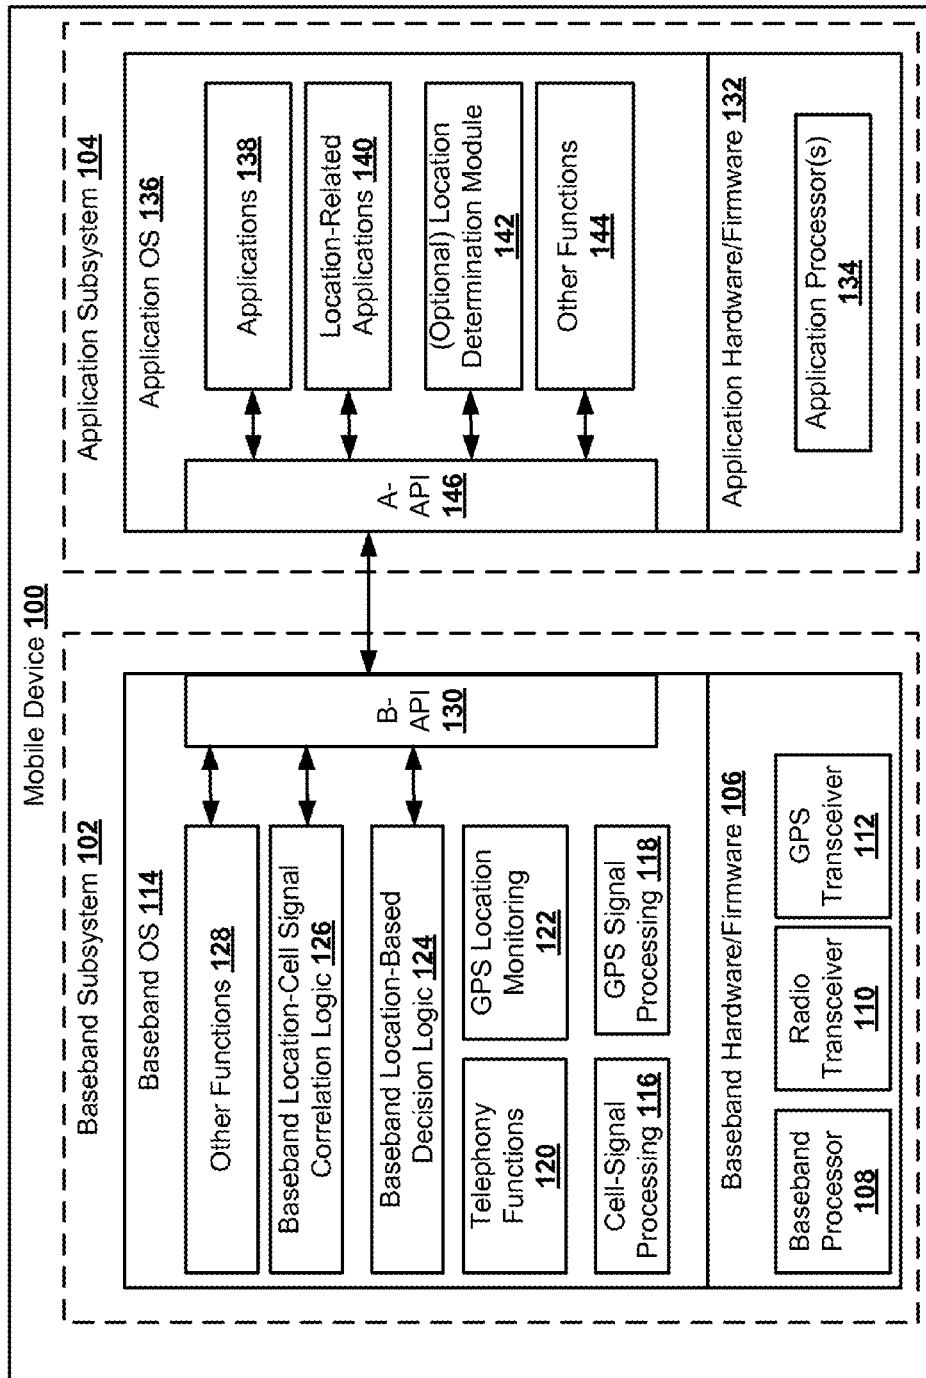 Mobile Device 100
Baseband Subsystem 102
Baseband OS 114
Other Functions 128
Baseband Location-Cell Signal
Correlation Logic 126
Baseband Location-Based
Decision Logic 124
Telephony
Functions
120
GPS Location
Monitoring
122
Cell-Signal
Processing 116
GPS Signal
Processing 118
B-
API
130
Baseband Hardware/Firmware 106
Baseband
Processor
108
Radio
Transceiver
110
GPS
Transceiver
112
Application Subsystem 104
Application OS 136
A-
API
146
Applications 138
Location-Related
Applications 140
(Optional) Location
Determination Module
142
Other Functions
144
Application Hardware/Firmware 132
Application Processor(s)
134